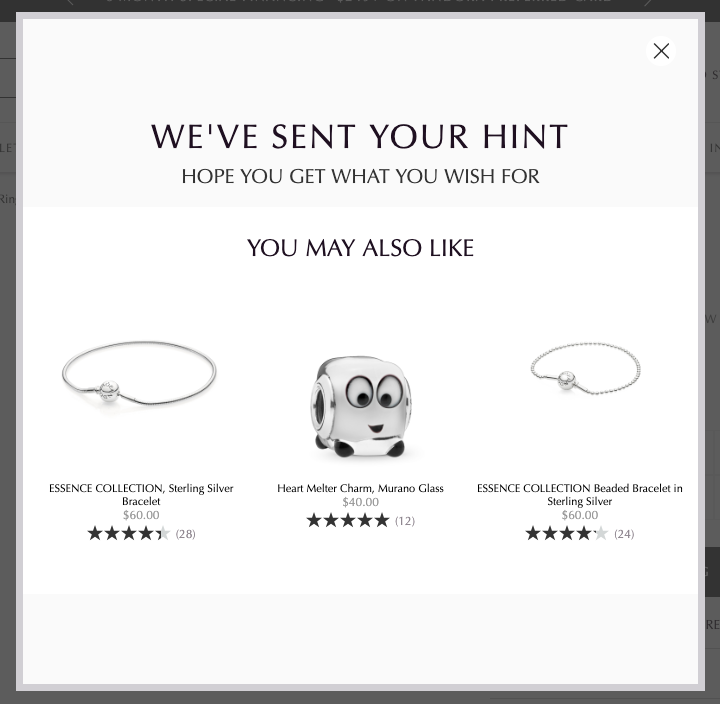 WE'VE SENT YOUR HINT
HOPE YOU GET WHAT YOU WISH FOR
YOU MAY ALSO LIKE
ESSENCE COLLECTION, Sterling Silver
Bracelet
$60.00
(28)
Heart Melter Charm, Murano Glass
$40.00
(12)
ESSENCE COLLECTION Beaded Bracelet in
Sterling Silver
$60.00
(24)